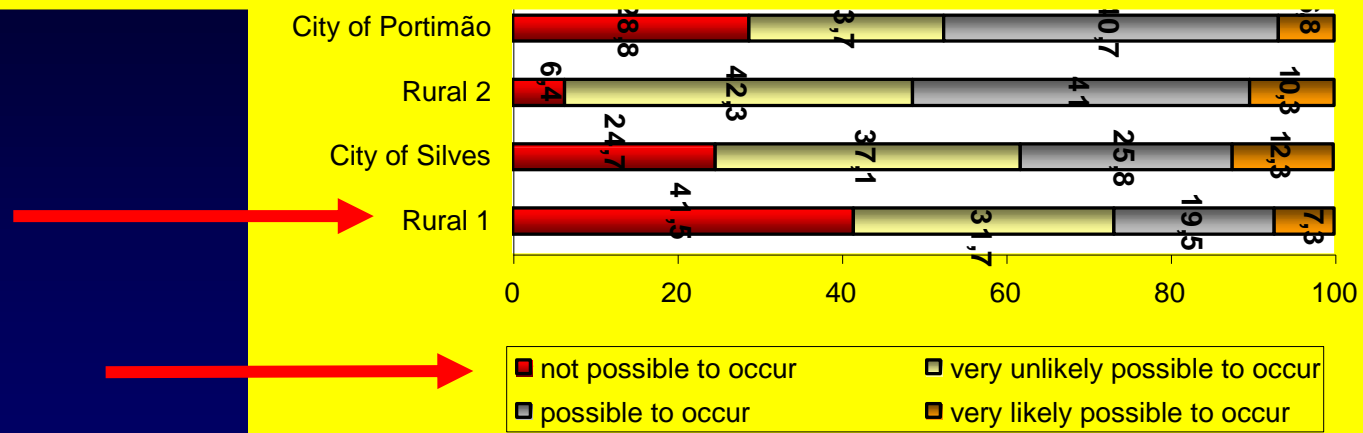 City of Portimão 28,8
Rural 2 6,4 42,3 41 10,3
City of Silves 24,7 37,1 25,8 12,3
Rural 1 41,5 31,7 19,5 7,3
0 20 40 60 80 100
not possible to occur very unlikely possible to occur
possible to occur very likely possible to occur